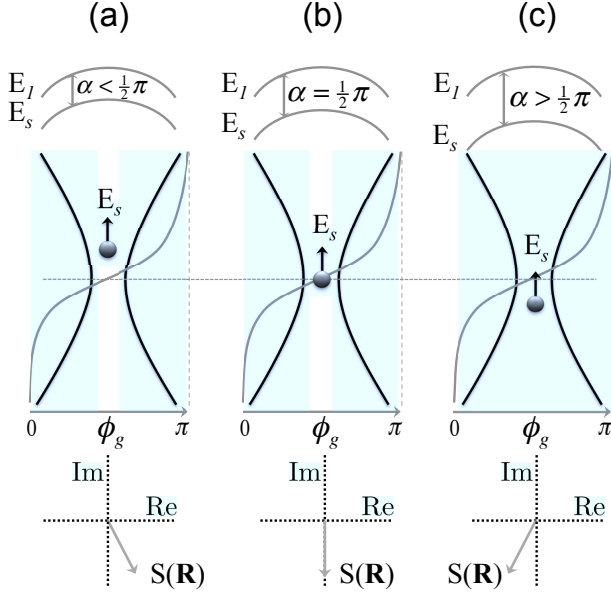 (a) (b) (c)
E₁ α < ½π E₁ α = ½π E₁ α > ½π
Eₛ Eₛ Eₛ
Eₛ Eₛ Eₛ
0 ϕg π 0 ϕg π 0 ϕg π
Im Im Im
Re Re Re
S(R) S(R) S(R)